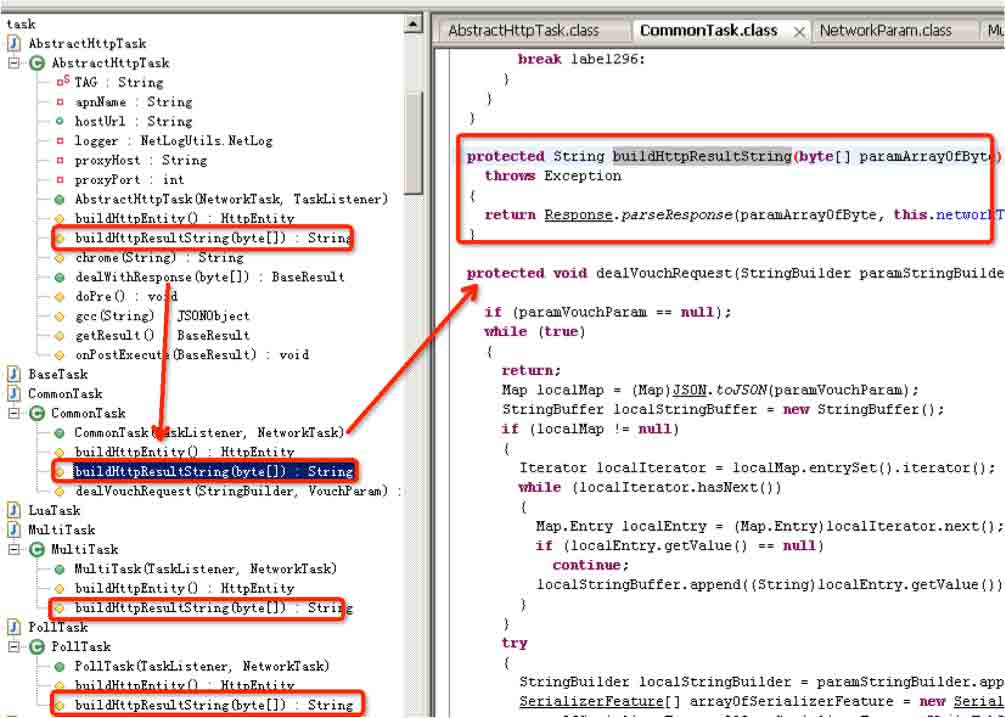 task
AbstractHttpTask
AbstractHttpTask
TAG : String
apnName : String
hostUrl : String
logger : NetLogUtils.NetLog
proxyHost : String
proxyPort : int
AbstractHttpTask(NetworkTask, TaskListener)
buildHttpEntity() : HttpEntity
buildHttpResultString(byte[]) : String
chrome(String) : String
dealWithResponse(byte[]) : BaseResult
doPre() : void
gcc(String) : JSONObject
getResult() : BaseResult
onPostExecute(BaseResult) : void
BaseTask
CommonTask
CommonTask
CommonTask(TaskListener, NetworkTask)
buildHttpEntity() : HttpEntity
buildHttpResultString(byte[]) : String
dealVouchRequest(StringBuilder, VouchParam) :
LuaTask
MultiTask
MultiTask
MultiTask(TaskListener, NetworkTask)
buildHttpEntity() : HttpEntity
buildHttpResultString(byte[]) : String
PollTask
PollTask
PollTask(TaskListener, NetworkTask)
buildHttpEntity() : HttpEntity
buildHttpResultString(byte[]) : String
AbstractHttpTask.class CommonTask.class NetworkParam.class Mu
break label296:
}
}
}
protected String buildHttpResultString(byte[] paramArrayOfByte)
throws Exception
{
return Response.parseResponse(paramArrayOfByte, this.networkT
}
protected void dealVouchRequest(StringBuilder paramStringBuilde
if (paramVouchParam == null);
while (true)
{
return;
Map localMap = (Map)JSON.toJSON(paramVouchParam);
StringBuffer localStringBuffer = new StringBuffer();
if (localMap != null)
{
Iterator localIterator = localMap.entrySet().iterator();
while (localIterator.hasNext())
{
Map.Entry localEntry = (Map.Entry)localIterator.next();
if (localEntry.getValue() == null)
continue;
localStringBuffer.append((String)localEntry.getValue())
}
}
try
{
StringBuilder localStringBuilder = paramStringBuilder.app
SerializerFeature[] arrayOfSerializerFeature = new Serial